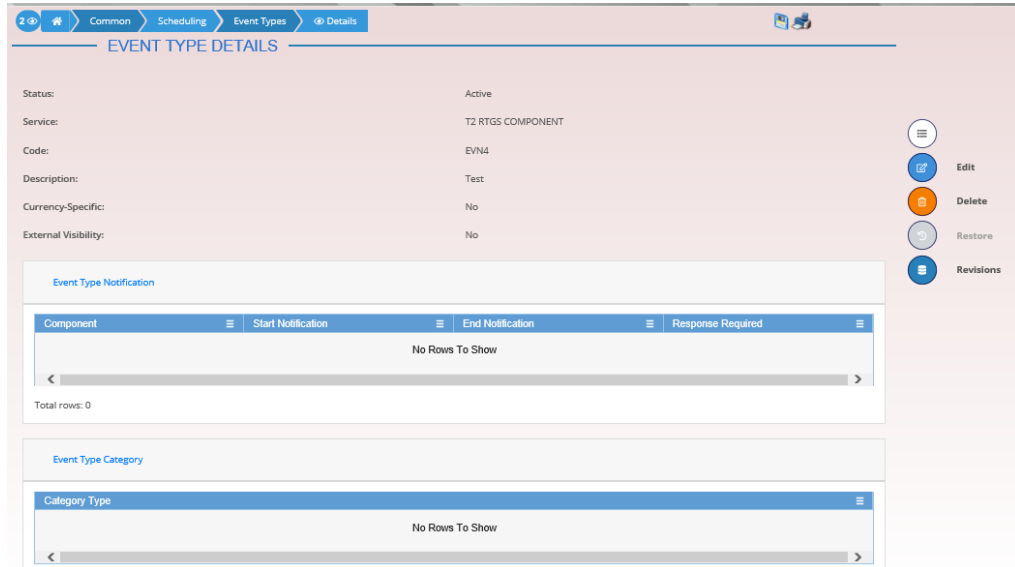 2 Common Scheduling Event Types Details
EVENT TYPE DETAILS
Status: Active
Service: T2 RTGS COMPONENT
Code: EVN4
Description: Test
Currency-Specific: No
External Visibility: No
Edit
Delete
Restore
Revisions
Event Type Notification
Component Start Notification End Notification Response Required
No Rows To Show
Total rows: 0
Event Type Category
Category Type
No Rows To Show